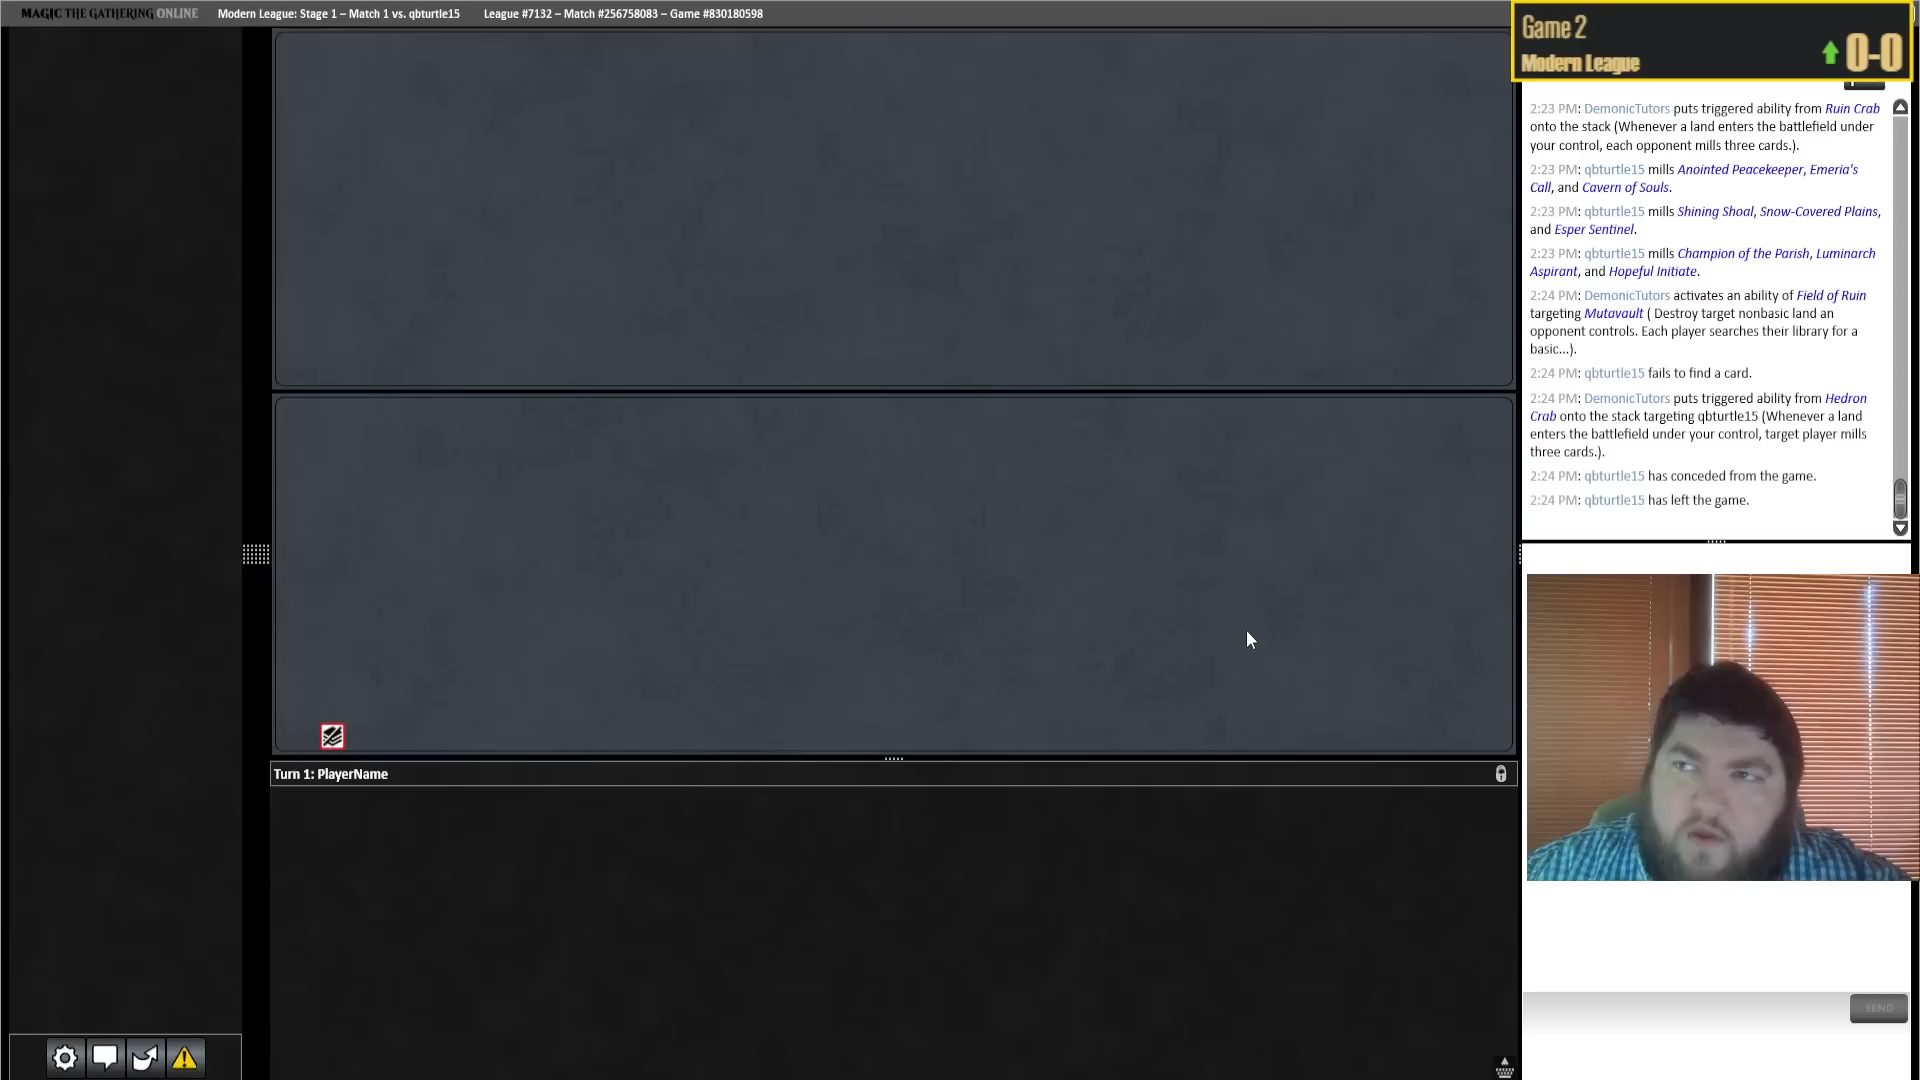 MAGIC THE GATHERING ONLINE
Modern League: Stage 1 – Match 1 vs. qbturtle15
League #7132 – Match #256758083 – Game #830180598
Game 2
Modern League
0-0
2:23 PM: DemonicTutors puts triggered ability from Ruin Crab
onto the stack (Whenever a land enters the battlefield under
your control, each opponent mills three cards.).
2:23 PM: qbturtle15 mills Anointed Peacekeeper, Emeria's
Call, and Cavern of Souls.
2:23 PM: qbturtle15 mills Shining Shoal, Snow-Covered Plains,
and Esper Sentinel.
2:23 PM: qbturtle15 mills Champion of the Parish, Luminarch
Aspirant, and Hopeful Initiate.
2:24 PM: DemonicTutors activates an ability of Field of Ruin
targeting Mutavault ( Destroy target nonbasic land an
opponent controls. Each player searches their library for a
basic...).
2:24 PM: qbturtle15 fails to find a card.
2:24 PM: DemonicTutors puts triggered ability from Hedron
Crab onto the stack targeting qbturtle15 (Whenever a land
enters the battlefield under your control, target player mills
three cards.).
2:24 PM: qbturtle15 has conceded from the game.
2:24 PM: qbturtle15 has left the game.
Turn 1: PlayerName
SEND